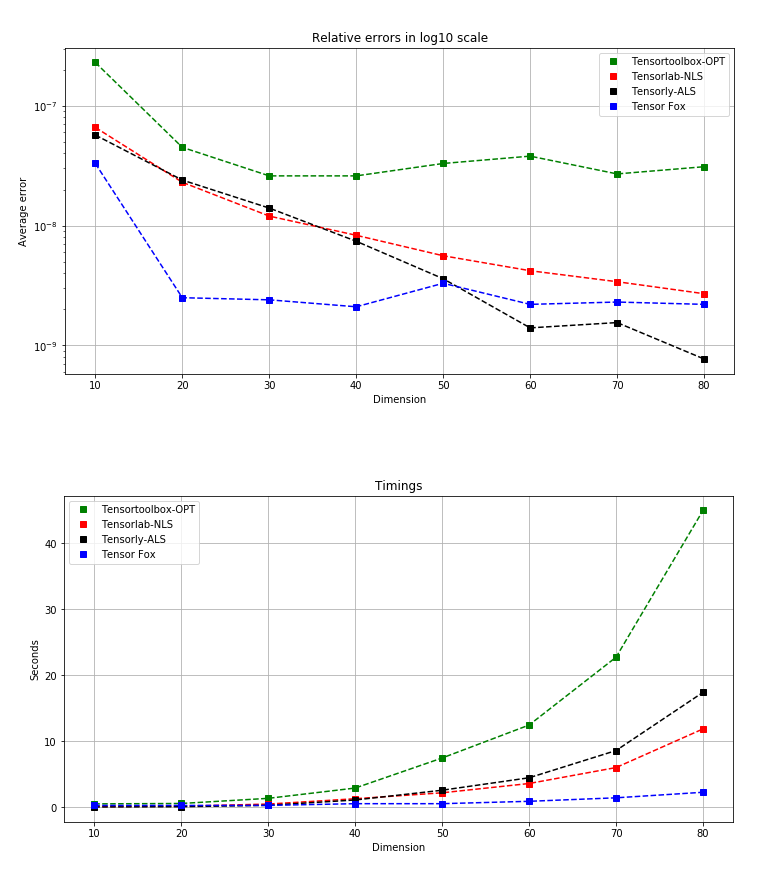 Relative errors in log10 scale
Tensortoolbox-OPT
Tensorlab-NLS
Tensorly-ALS
Tensor Fox
10⁻⁷
10⁻⁸
10⁻⁹
Average error
10 20 30 40 50 60 70 80
Dimension
Timings
Tensortoolbox-OPT
Tensorlab-NLS
Tensorly-ALS
Tensor Fox
40
30
20
10
0
Seconds
10 20 30 40 50 60 70 80
Dimension